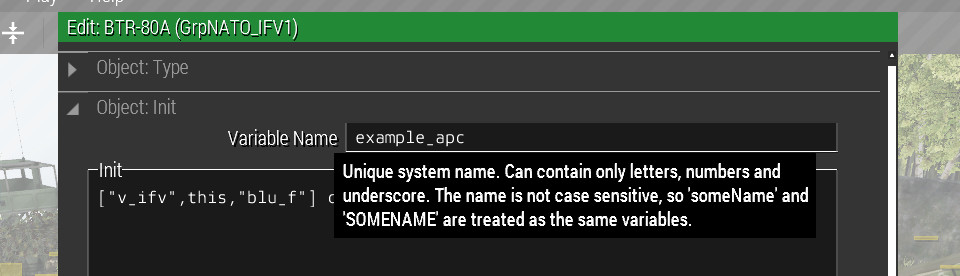 Play Help
Edit: BTR-80A (GrpNATO_IFV1)
Object: Type
Object: Init
Variable Name example_apc
Init
["v_ifv",this,"blu_f"]
Unique system name. Can contain only letters, numbers and
underscore. The name is not case sensitive, so 'someName' and
'SOMENAME' are treated as the same variables.